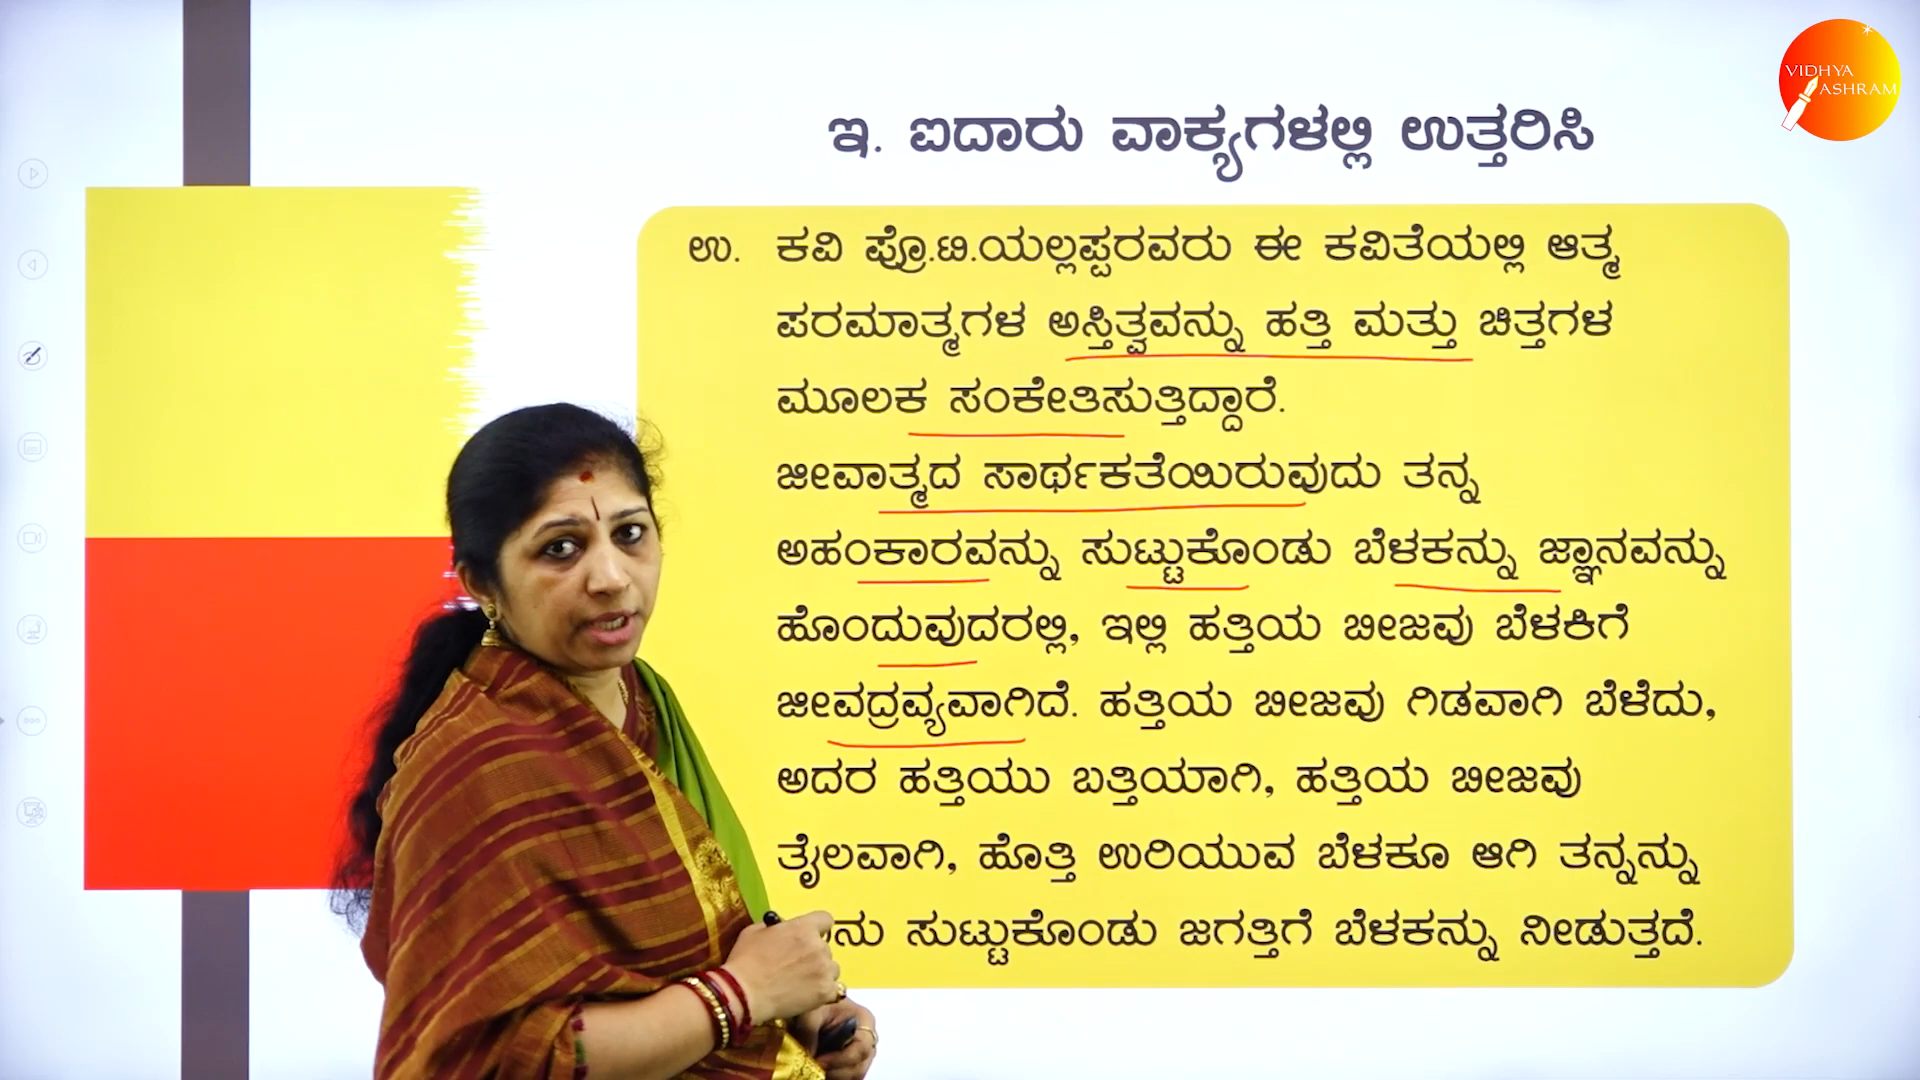 VIDHYA
ASHRAM
ಇ. ಐದಾರು ವಾಕ್ಯಗಳಲ್ಲಿ ಉತ್ತರಿಸಿ
ಉ. ಕವಿ ಪ್ರೊ.ಟಿ.ಯಲ್ಲಪ್ಪರವರು ಈ ಕವಿತೆಯಲ್ಲಿ ಆತ್ಮ
ಪರಮಾತ್ಮಗಳ ಅಸ್ತಿತ್ವವನ್ನು ಹತ್ತಿ ಮತ್ತು ಚಿತ್ತಗಳ
ಮೂಲಕ ಸಂಕೇತಿಸುತ್ತಿದ್ದಾರೆ.
ಜೀವಾತ್ಮದ ಸಾರ್ಥಕತೆಯಿರುವುದು ತನ್ನ
ಅಹಂಕಾರವನ್ನು ಸುಟ್ಟುಕೊಂಡು ಬೆಳಕನ್ನು ಜ್ಞಾನವನ್ನು
ಹೊಂದುವುದರಲ್ಲಿ, ಇಲ್ಲಿ ಹತ್ತಿಯ ಬೀಜವು ಬೆಳಕಿಗೆ
ಜೀವದ್ರವ್ಯವಾಗಿದೆ. ಹತ್ತಿಯ ಬೀಜವು ಗಿಡವಾಗಿ ಬೆಳೆದು,
ಅದರ ಹತ್ತಿಯು ಬತ್ತಿಯಾಗಿ, ಹತ್ತಿಯ ಬೀಜವು
ತೈಲವಾಗಿ, ಹೊತ್ತಿ ಉರಿಯುವ ಬೆಳಕೂ ಆಗಿ ತನ್ನನ್ನು
ಸುಟ್ಟುಕೊಂಡು ಜಗತ್ತಿಗೆ ಬೆಳಕನ್ನು ನೀಡುತ್ತದೆ.